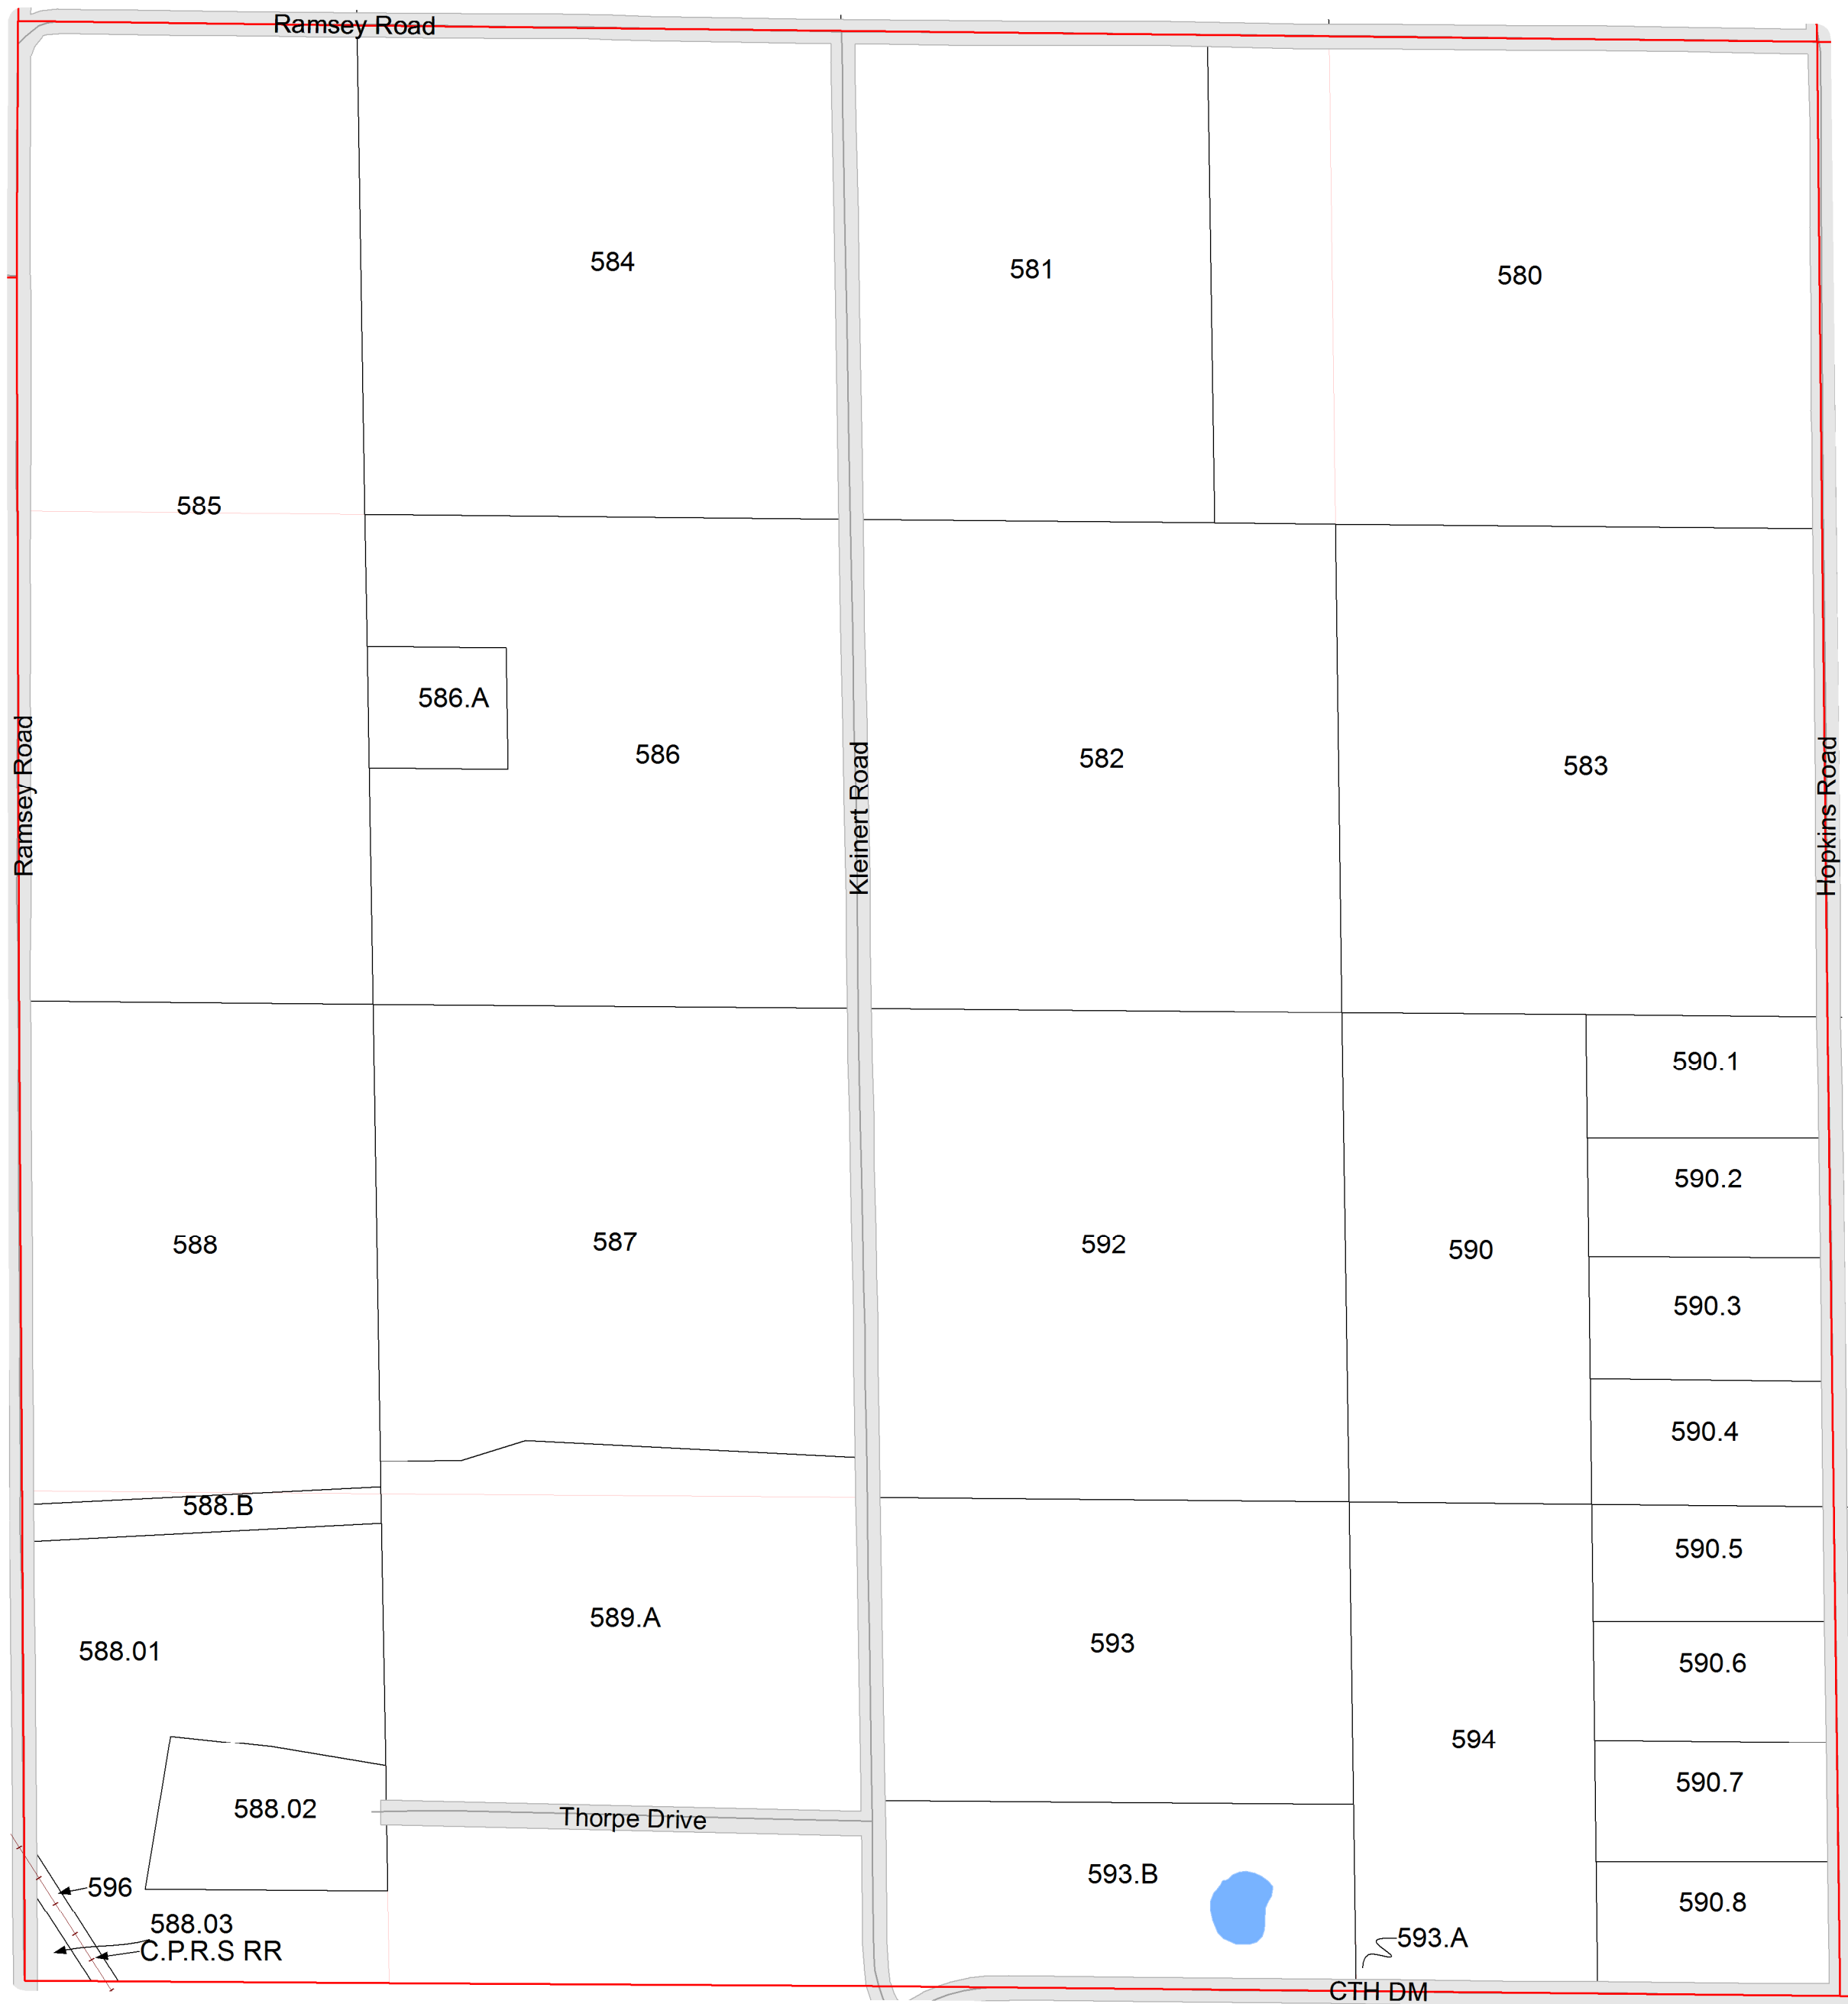 Ramsey Road
584
581
580
585
586.A
586
582
583
Ramsey Road
Kleinert Road
Hopkins Road
590.1
590.2
588
587
592
590
590.3
590.4
588.B
590.5
589.A
593
588.01
590.6
594
590.7
588.02
Thorpe Drive
593.B
596
590.8
588.03
593.A
C.P.R.S RR
CTH DM